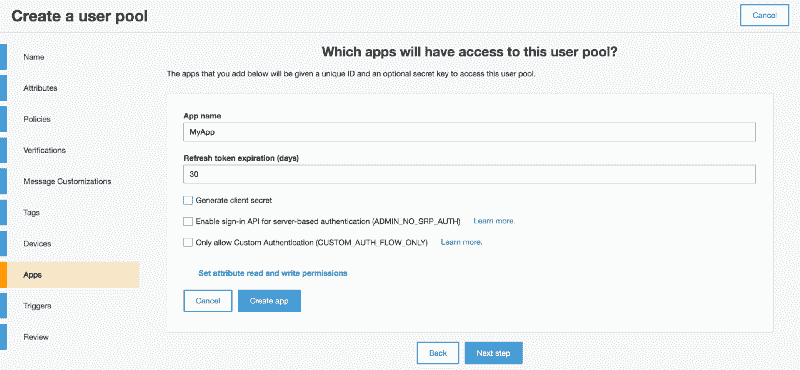 Create a user pool
Cancel
Name
Attributes
Policies
Verifications
Message Customizations
Tags
Devices
Apps
Triggers
Review
Which apps will have access to this user pool?
The apps that you add below will be given a unique ID and an optional secret key to access this user pool.
App name
MyApp
Refresh token expiration (days)
30
Generate client secret
Enable sign-in API for server-based authentication (ADMIN_NO_SRP_AUTH) Learn more.
Only allow Custom Authentication (CUSTOM_AUTH_FLOW_ONLY) Learn more.
Set attribute read and write permissions
Cancel Create app
Back Next step